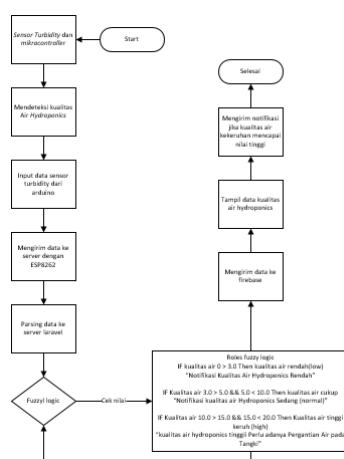 Start
Sensor Turbidity dan
mikrocontroller
Mendeteksi kualitas
Air Hydroponics
Input data sensor
turbidity dari
arduino
Mengirim data ke
server dengan
ESP8262
Parsing data ke
server laravel
Fuzzyl logic
Cek nilai
Roles fuzzy logic
IF kualitas air 0 > 3.0 Then kualitas air rendah(low)
"Notifikasi Kualitas Air Hydroponics Rendah"
IF Kualitas air 3.0 > 5.0 && 5.0 < 10.0 Then kualitas air cukup
"Notifikasi kualitas air Hydroponics Sedang (normal)"
IF Kualitas air 10.0 > 15.0 && 15.0 < 20.0 Then Kualitas air tinggi
keruh (high)
"kualitas air hydroponics tinggil Perlu adanya Pergantian Air pada
Tangki"
Mengirim data ke
firebase
Tampil data kualitas
air hydroponics
Mengirim notifikasi
jika kualitas air
kekeruhan mencapai
nilai tinggi
Selesai